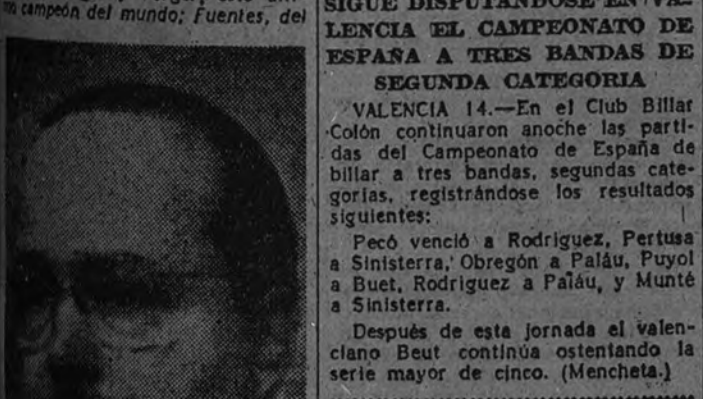 campeón del mundo; Fuentes, del
SIGUE DISPUTANDOSE EN VA-
LENCIA EL CAMPEONATO DE
ESPAÑA A TRES BANDAS DE
SEGUNDA CATEGORIA
VALENCIA 14.—En el Club Billar
Colón continuaron anoche las parti-
das del Campeonato de España de
billar a tres bandas, segundas cate-
gorías, registrándose los resultados
siguientes:
Pecó venció a Rodríguez, Pertusa
a Sinisterra, Obregón a Paláu, Puyol
a Buet, Rodríguez a Paláu, y Munté
a Sinisterra.
Después de esta jornada el valen-
ciano Beut continúa ostentando la
serie mayor de cinco. (Mencheta.)